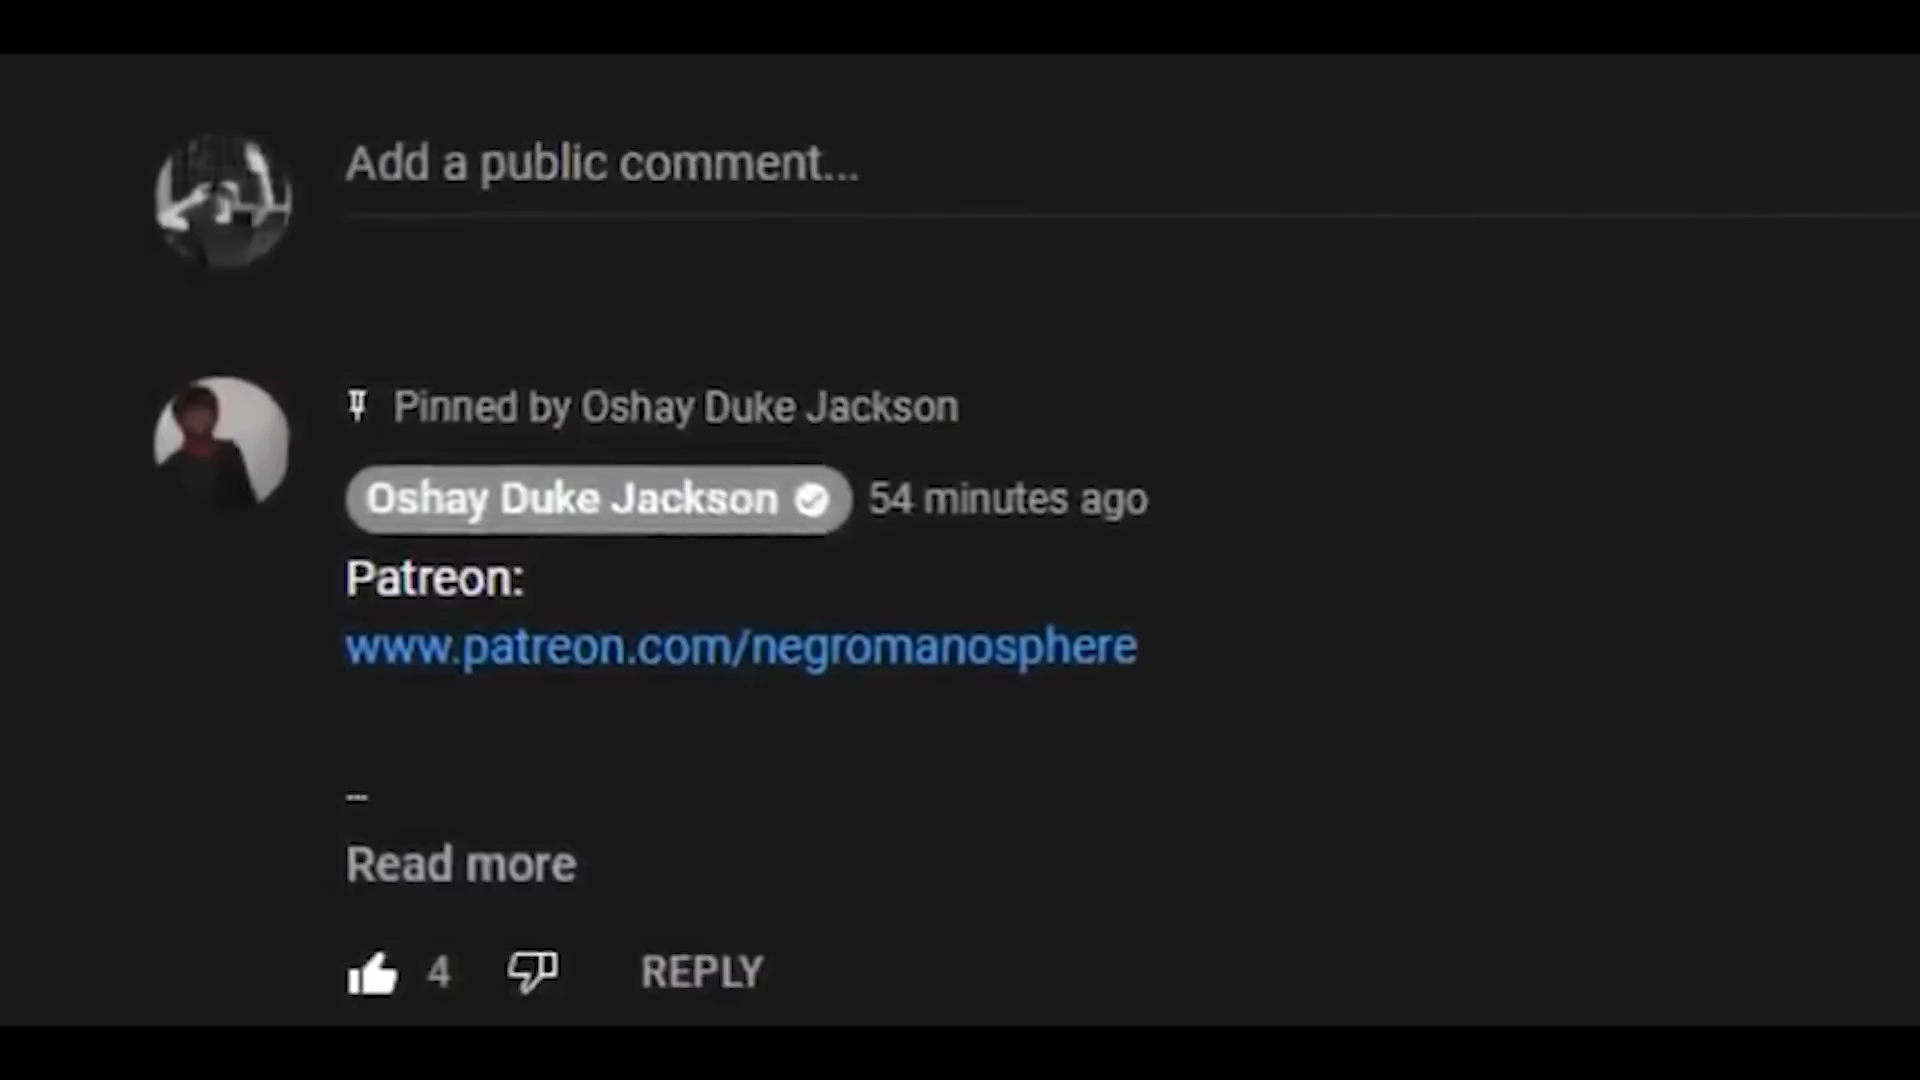 Add a public comment...
Pinned by Oshay Duke Jackson
Oshay Duke Jackson 54 minutes ago
Patreon:
www.patreon.com/negromanosphere
--
Read more
4 REPLY